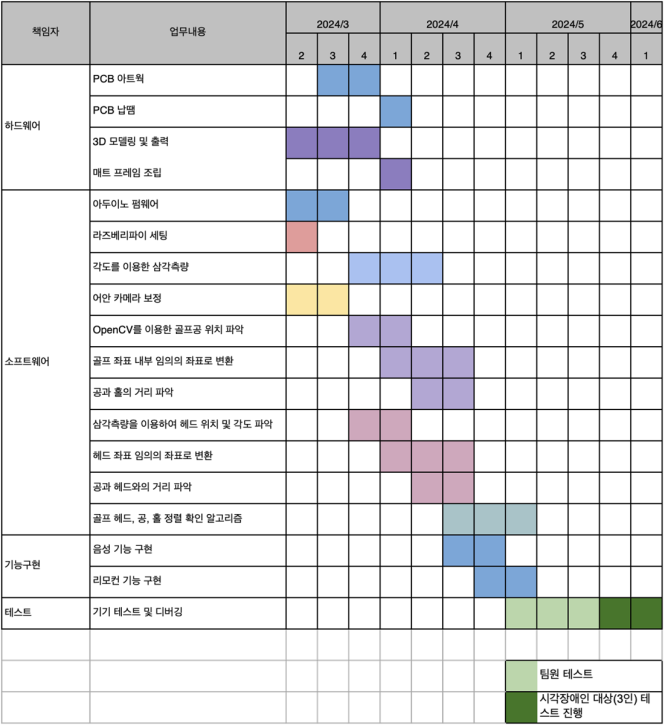 책임자 업무내용 2024/3 2024/4 2024/5 2024/6
2 3 4 1 2 3 4 1 2 3 4 1
하드웨어
PCB 아트웍
PCB 납땜
3D 모델링 및 출력
매트 프레임 조립
소프트웨어
아두이노 펌웨어
라즈베리파이 세팅
각도를 이용한 삼각측량
어안 카메라 보정
OpenCV를 이용한 골프공 위치 파악
골프 좌표 내부 임의의 좌표로 변환
공과 홀의 거리 파악
삼각측량을 이용하여 헤드 위치 및 각도 파악
헤드 좌표 임의의 좌표로 변환
공과 헤드와의 거리 파악
골프 헤드, 공, 홀 정렬 확인 알고리즘
기능구현
음성 기능 구현
리모컨 기능 구현
테스트
기기 테스트 및 디버깅
팀원 테스트
시각장애인 대상(3인) 테
스트 진행